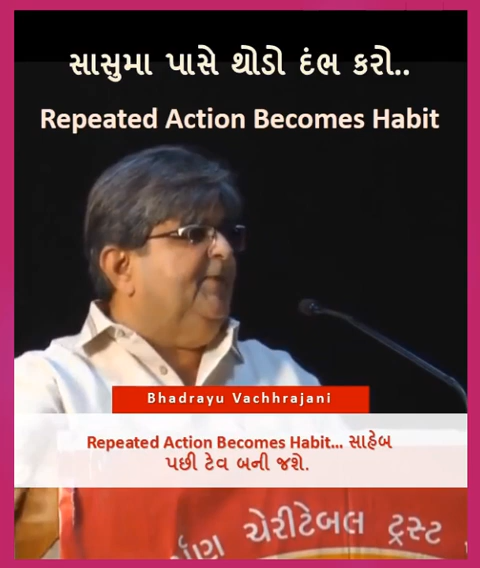 સાસુમા પાસે થોડો દંભ કરો..
Repeated Action Becomes Habit
Bhadrayu Vachhrajani
Repeated Action Becomes Habit... સાહેબ
પછી ટેવ બની જશે.
ચેરીટેબલ ટ્રસ્ટ